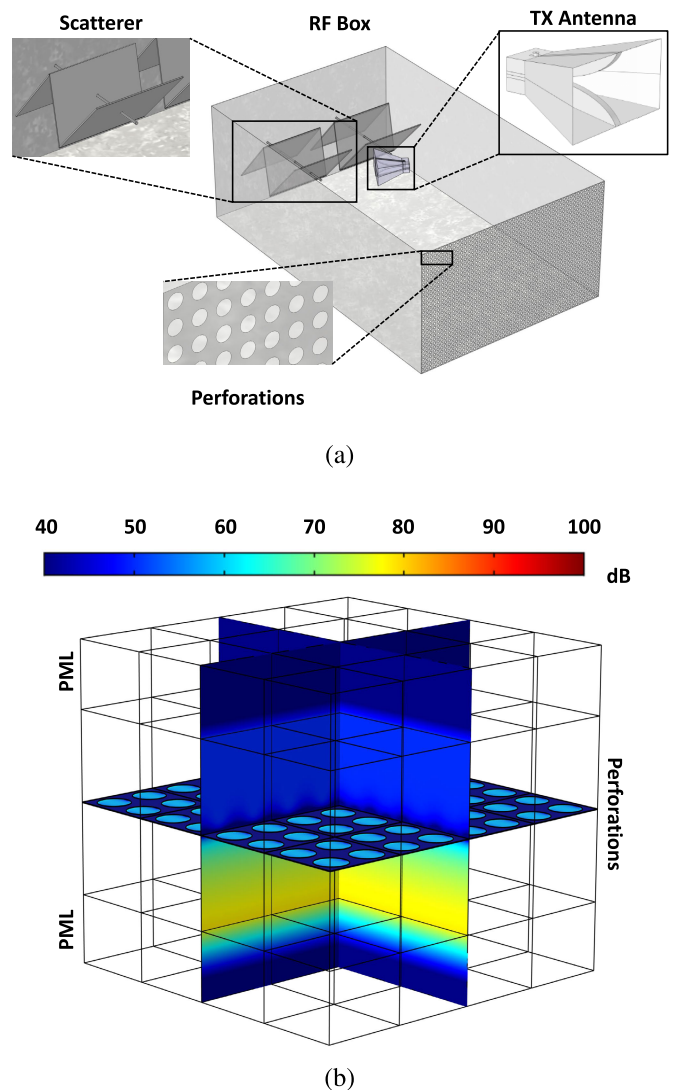 Scatterer
RF Box
TX Antenna
Perforations
(a)
40 50 60 70 80 90 100
dB
PML
Perforations
PML
(b)